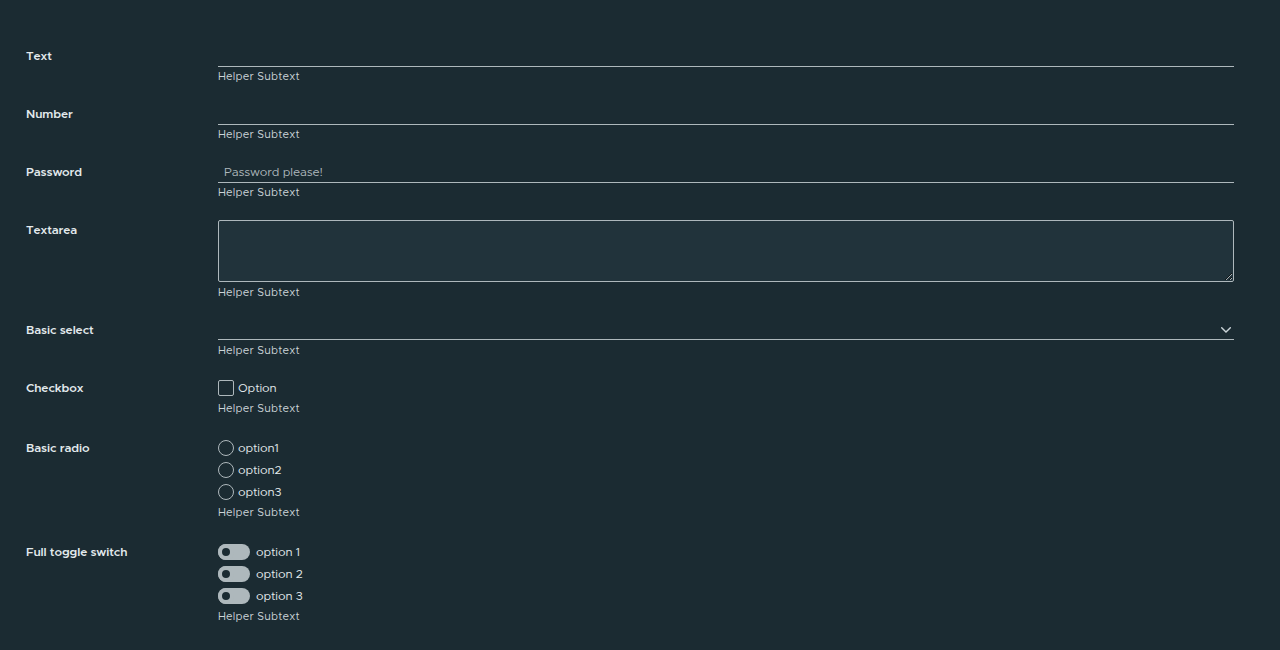 Text
Helper Subtext
Number
Helper Subtext
Password
Password please!
Helper Subtext
Textarea
Helper Subtext
Basic select
Helper Subtext
Checkbox
Option
Helper Subtext
Basic radio
option1
option2
option3
Helper Subtext
Full toggle switch
option 1
option 2
option 3
Helper Subtext